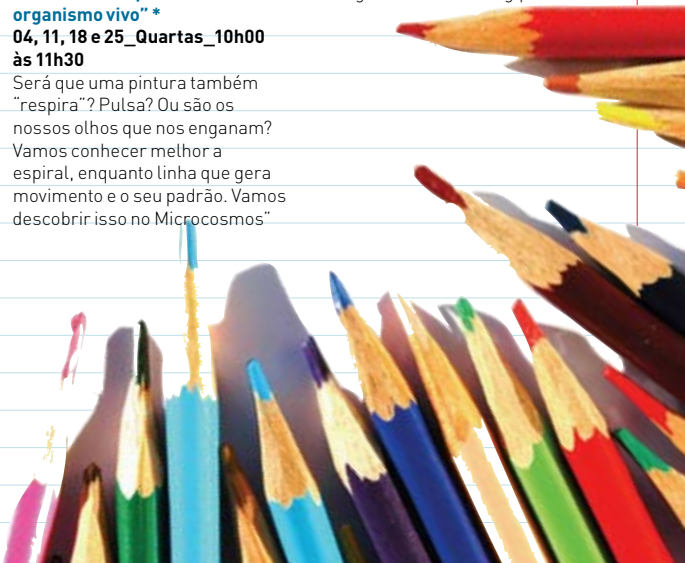 organismo vivo” *
04, 11, 18 e 25_Quartas_10h00
às 11h30
Será que uma pintura também
“respira”? Pulsa? Ou são os
nossos olhos que nos enganam?
Vamos conhecer melhor a
espiral, enquanto linha que gera
movimento e o seu padrão. Vamos
descobrir isso no Microcosmos”